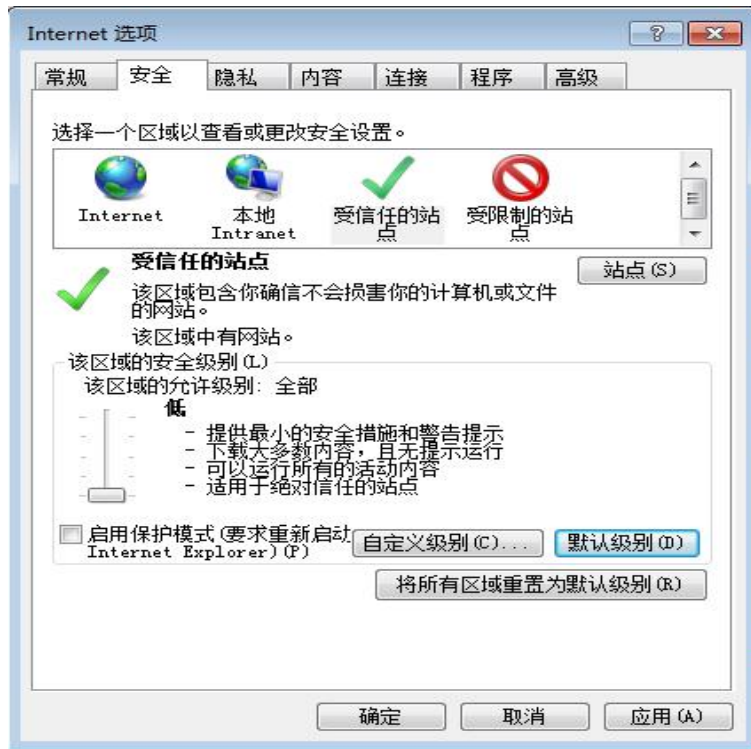 Internet 选项
常规 安全 隐私 内容 连接 程序 高级
选择一个区域以查看或更改安全设置。
Internet
本地
Intranet
受信任的站
点
受限制的站
点
受信任的站点
站点(S)
该区域包含你确信不会损害你的计算机或文件
的网站。
该区域中有网站。
该区域的安全级别(L)
该区域的允许级别: 全部
低
- 提供最小的安全措施和警告提示
- 下载大多数内容，且无提示运行
- 可以运行所有的活动内容
- 适用于绝对信任的站点
启用保护模式(要求重新启动
Internet Explorer)(P)
自定义级别(C)...
默认级别(D)
将所有区域重置为默认级别(R)
确定 取消 应用(A)